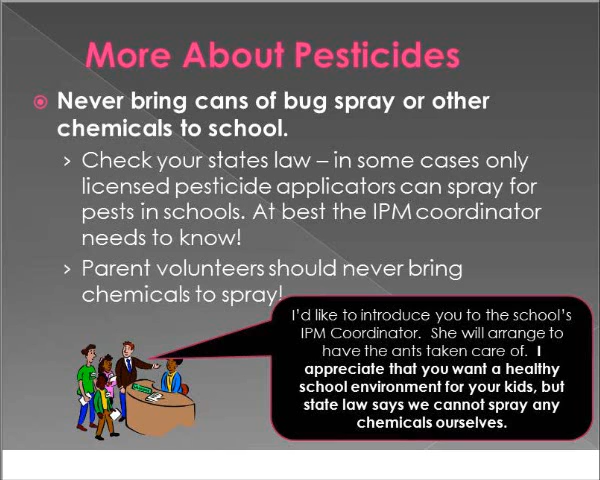 More About Pesticides
Never bring cans of bug spray or other
chemicals to school.
Check your states law – in some cases only
licensed pesticide applicators can spray for
pests in schools. At best the IPM coordinator
needs to know!
Parent volunteers should never bring
chemicals to spray!
I'd like to introduce you to the school's
IPM Coordinator. She will arrange to
have the ants taken care of. I
appreciate that you want a healthy
school environment for your kids, but
state law says we cannot spray any
chemicals ourselves.